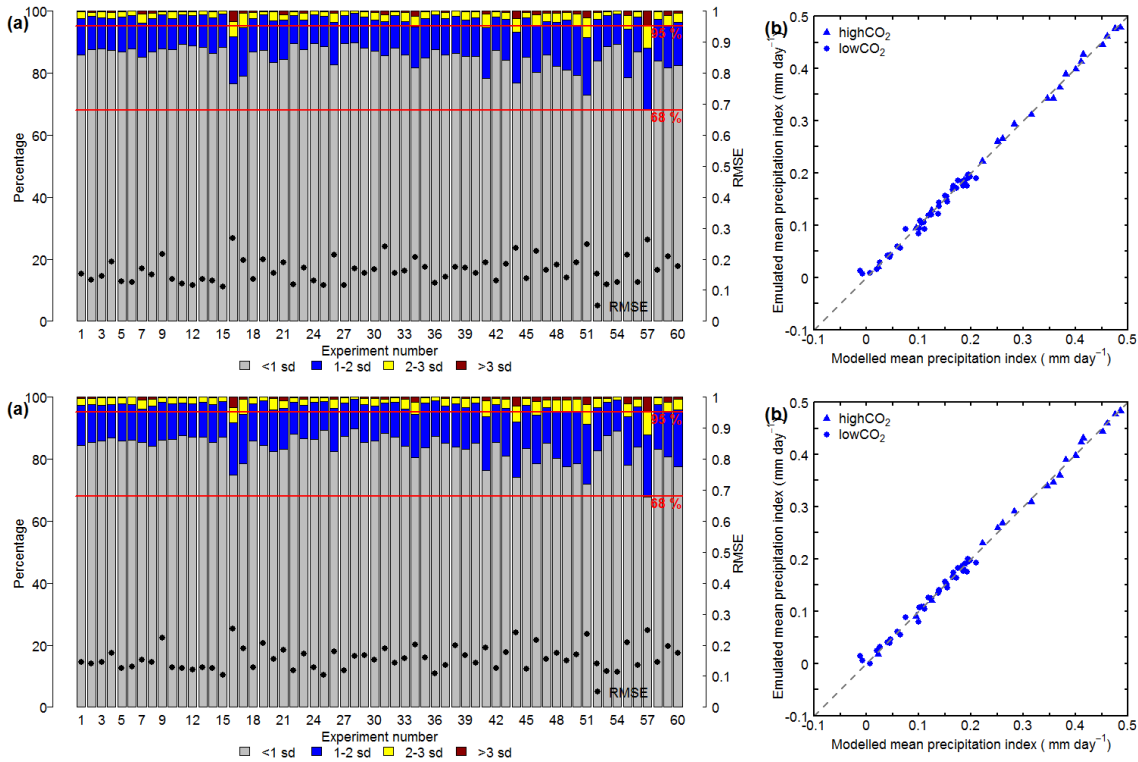 (a)
100
80
60
40
20
0
Percentage
1
0.9
0.8
0.7
0.6
0.5
0.4
0.3
0.2
0.1
0
RMSE
95 %
68 %
RMSE
1 3 5 7 9 12 15 18 21 24 27 30 33 36 39 42 45 48 51 54 57 60
Experiment number
<1 sd 1-2 sd 2-3 sd >3 sd
(b)
highCO2
lowCO2
0.5
0.4
0.3
0.2
0.1
0
-0.1
Emulated mean precipitation index (mm day−1)
-0.1 0 0.1 0.2 0.3 0.4 0.5
Modelled mean precipitation index ( mm day−1)
(a)
100
80
60
40
20
0
Percentage
1
0.9
0.8
0.7
0.6
0.5
0.4
0.3
0.2
0.1
0
RMSE
95 %
68 %
RMSE
1 3 5 7 9 12 15 18 21 24 27 30 33 36 39 42 45 48 51 54 57 60
Experiment number
<1 sd 1-2 sd 2-3 sd >3 sd
(b)
highCO2
lowCO2
0.5
0.4
0.3
0.2
0.1
0
-0.1
Emulated mean precipitation index (mm day−1)
-0.1 0 0.1 0.2 0.3 0.4 0.5
Modelled mean precipitation index ( mm day−1)